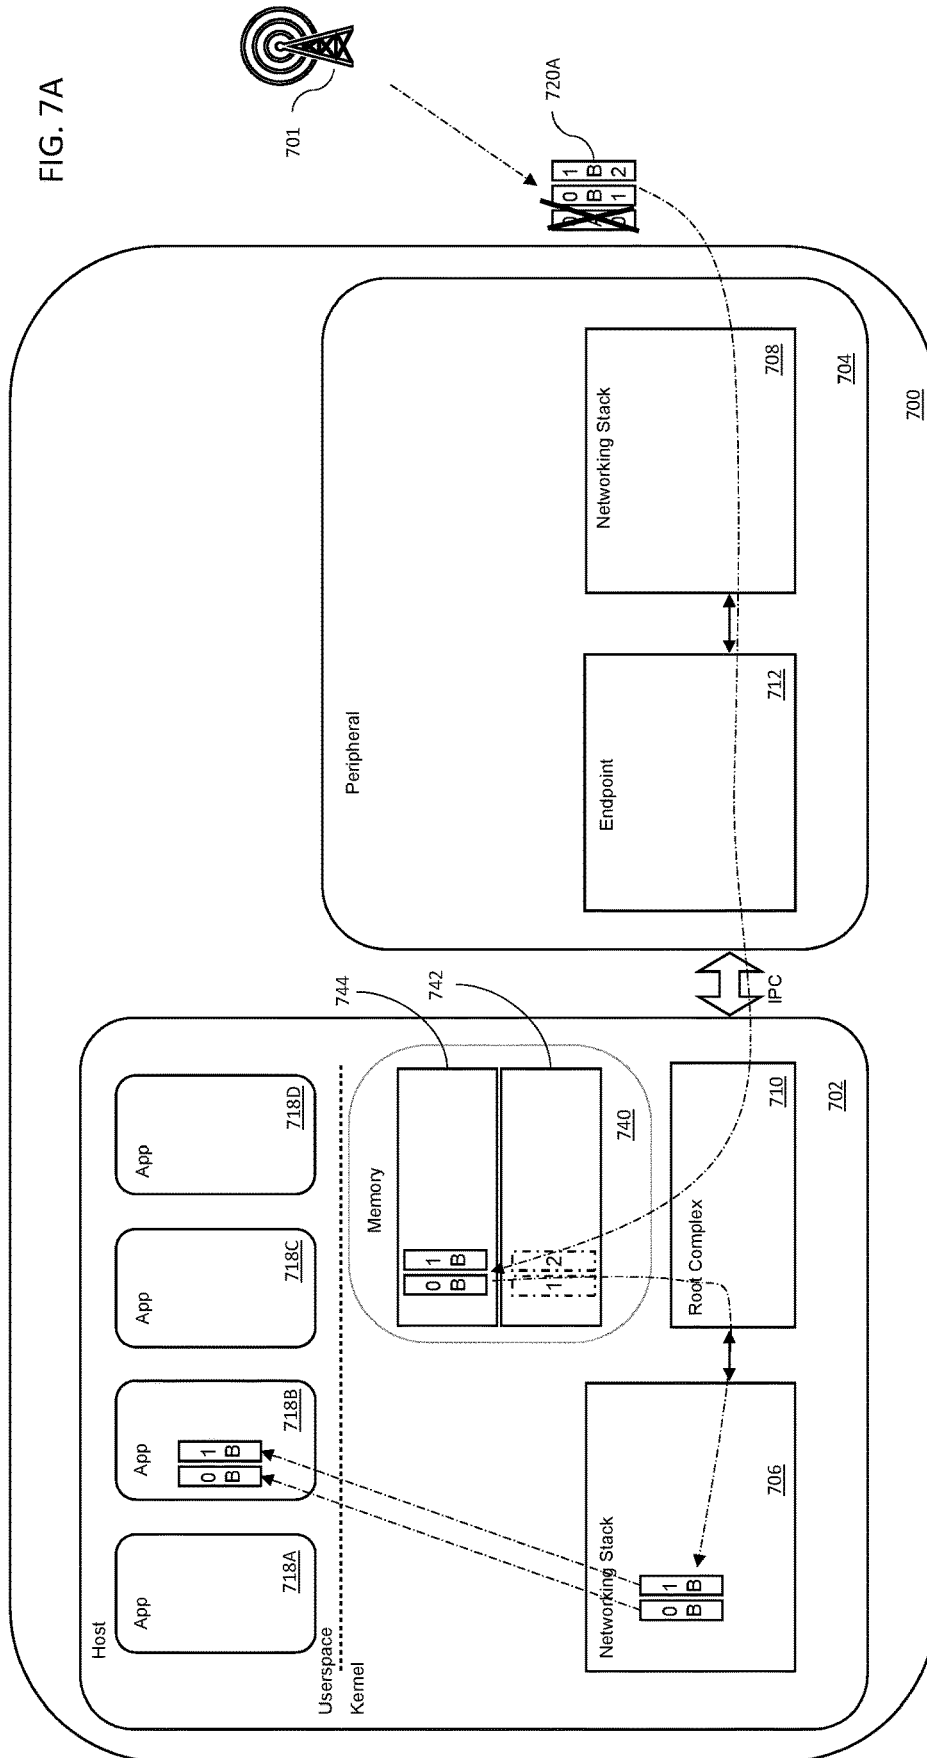 FIG. 7A
701
720A
0 1
B B
1 2
Host
App
718A
App
0 1
B B
718B
App
718C
App
718D
Userspace
Kernel
Memory
0 1
B B
1 2
740
744
742
Networking Stack
0 1
B B
706
Root Complex
710
702
IPC
Peripheral
Endpoint
712
Networking Stack
708
704
700